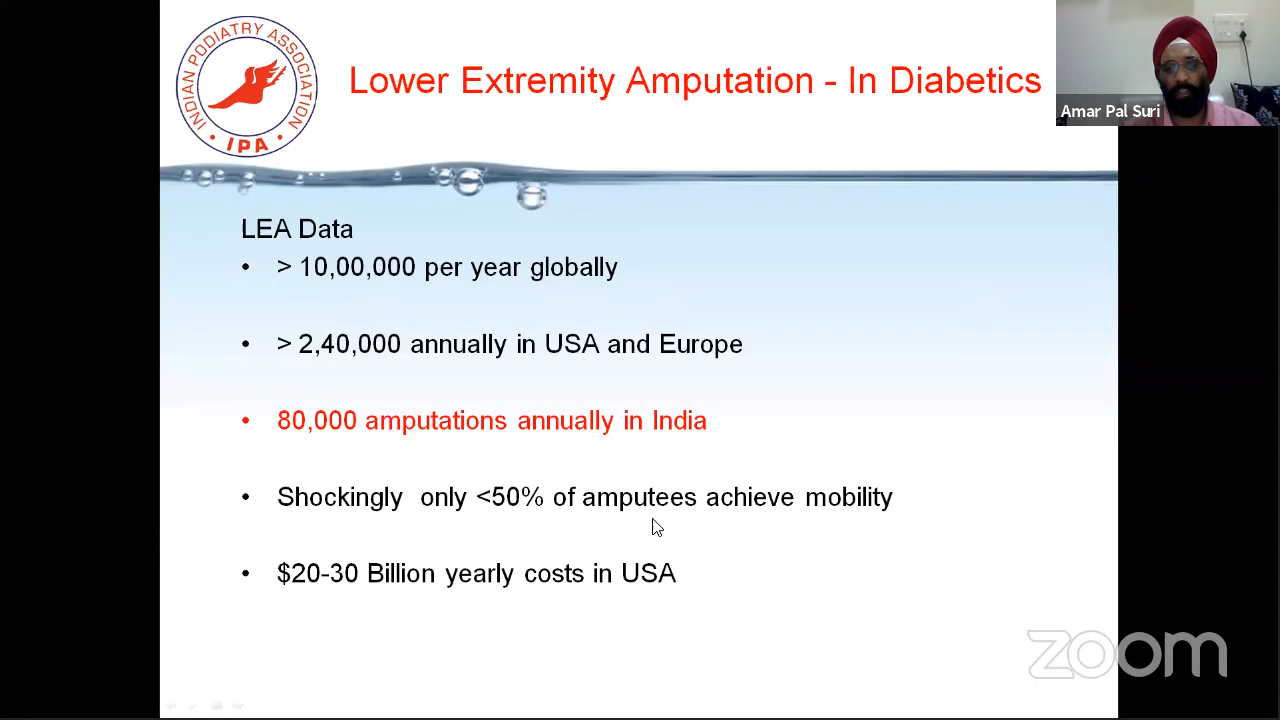 INDIAN PODIATRY ASSOCIATION
• IPA •
Lower Extremity Amputation - In Diabetics
Amar Pal Suri
LEA Data
• > 10,00,000 per year globally
• > 2,40,000 annually in USA and Europe
• 80,000 amputations annually in India
• Shockingly only <50% of amputees achieve mobility
• $20-30 Billion yearly costs in USA
zoom